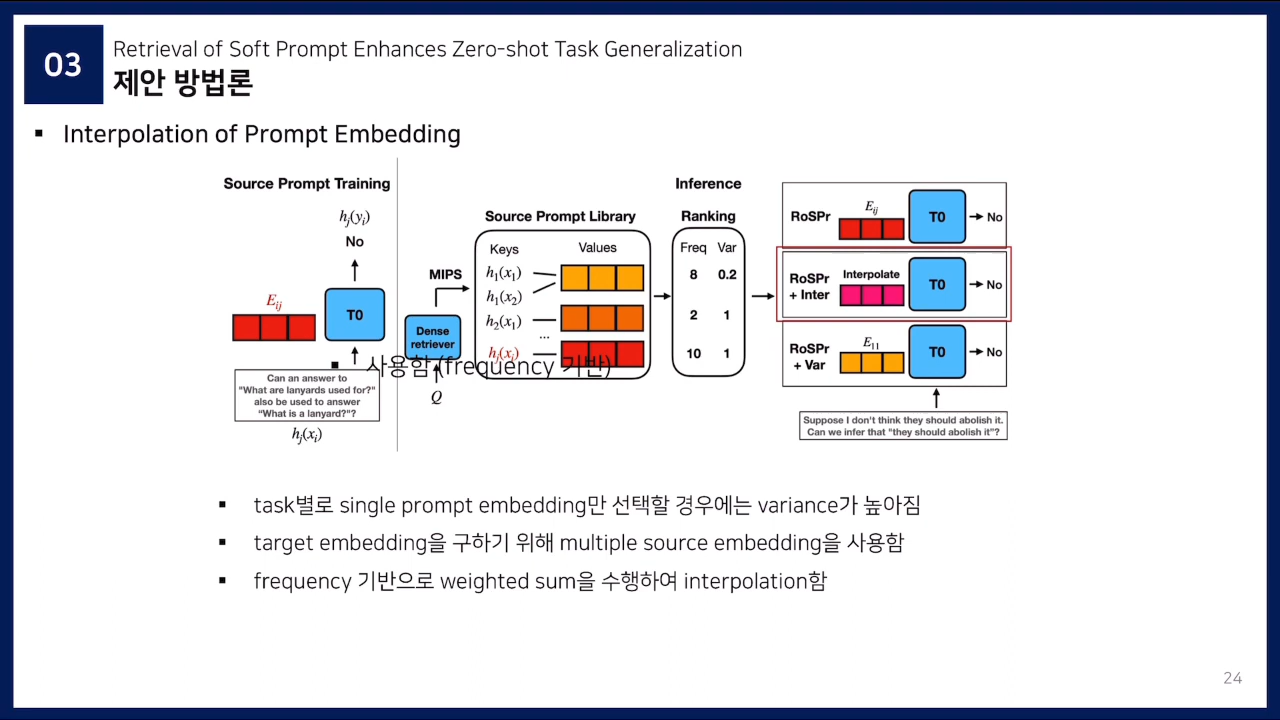 03
Retrieval of Soft Prompt Enhances Zero-shot Task Generalization
제안 방법론
▪ Interpolation of Prompt Embedding
Source Prompt Training
h_j(y_i)
No
E_ij
T0
Can an answer to
"What are lanyards used for?"
also be used to answer
“What is a lanyard?”?
h_j(x_i)
Inference
MIPS
Dense
retriever
Q
Source Prompt Library
Keys Values
h_1(x_1)
h_1(x_2)
h_2(x_1)
...
h_j(x_i)
▪ 사용함 (frequency 기반)
Ranking
Freq Var
8 0.2
2 1
10 1
RoSPr
E_ij
T0
No
RoSPr
+ Inter
Interpolate
T0
No
RoSPr
+ Var
E_11
T0
No
Suppose I don't think they should abolish it.
Can we infer that "they should abolish it"?
▪ task별로 single prompt embedding만 선택할 경우에는 variance가 높아짐
▪ target embedding을 구하기 위해 multiple source embedding을 사용함
▪ frequency 기반으로 weighted sum을 수행하여 interpolation함
24